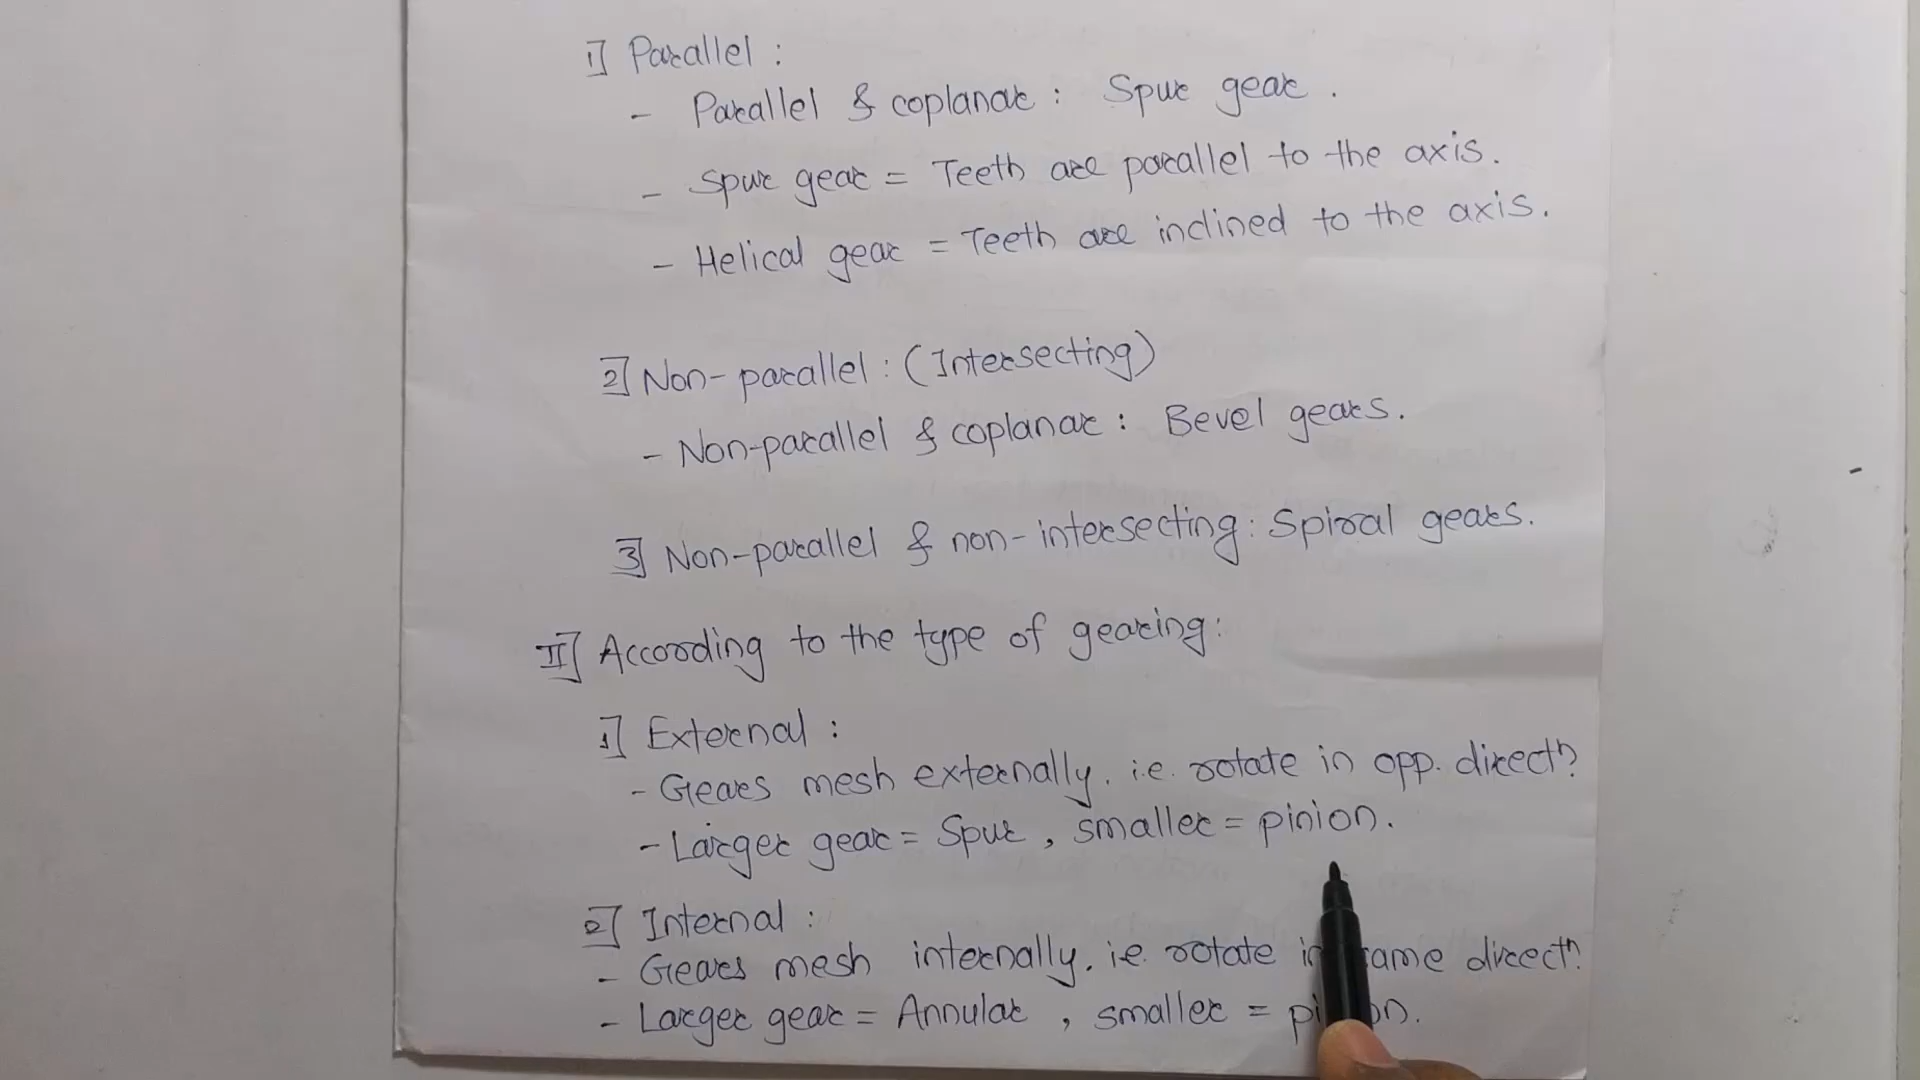 1] Parallel :
- Parallel & coplanar : Spur gear .
- Spur gear = Teeth are parallel to the axis.
- Helical gear = Teeth are inclined to the axis.
2] Non-parallel : (Intersecting)
- Non-parallel & coplanar : Bevel gears.
3] Non-parallel & non-intersecting : Spiral gears.
II] According to the type of gearing:
1] External :
- Gears mesh externally. i.e. rotate in opp. directn.
- Larger gear = Spur , smaller = pinion.
2] Internal :
- Gears mesh internally. i.e. rotate in same directn.
- Larger gear = Annular , smaller = pinion.